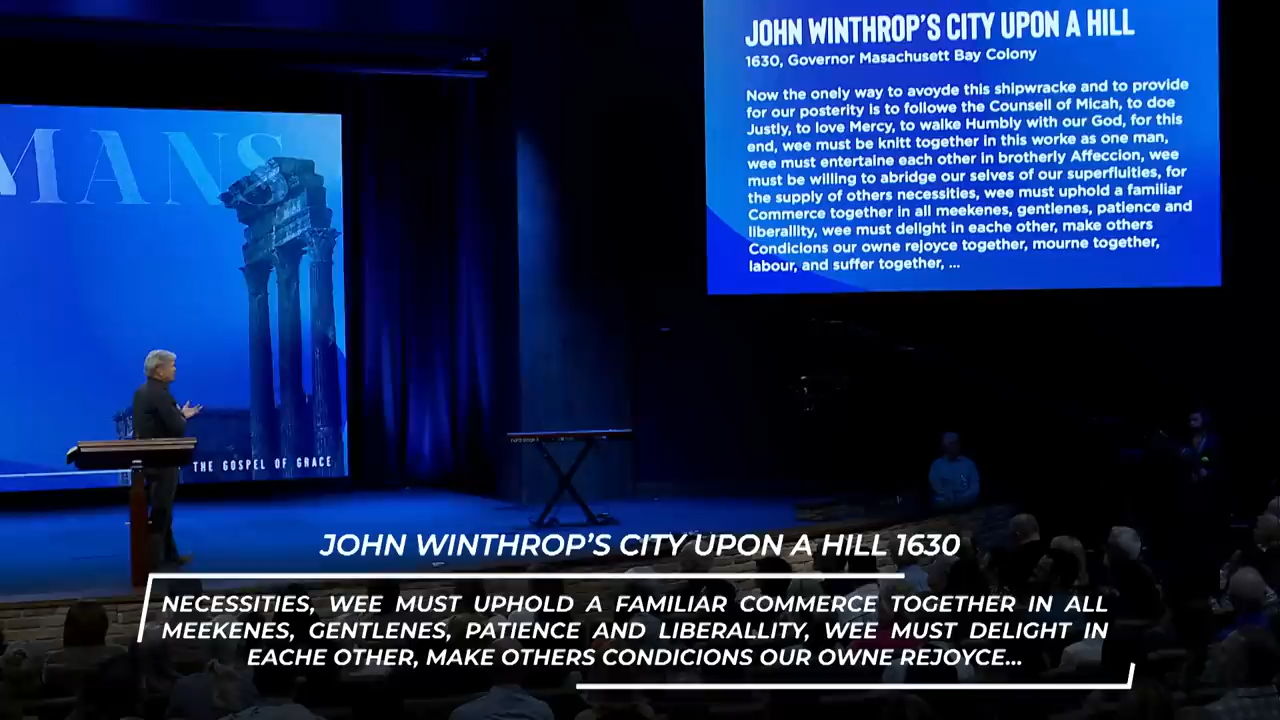 JOHN WINTHROP'S CITY UPON A HILL
1630, Governor Masachusett Bay Colony
Now the onely way to avoyde this shipwracke and to provide
for our posterity is to followe the Counsell of Micah, to doe
Justly, to love Mercy, to walke Humbly with our God, for this
end, wee must be knitt together in this worke as one man,
wee must entertaine each other in brotherly Affeccion, wee
must be willing to abridge our selves of our superfluities, for
the supply of others necessities, wee must uphold a familiar
Commerce together in all meekenes, gentlenes, patience and
liberallity, wee must delight in eache other, make others
Condicions our owne rejoyce together, mourne together,
labour, and suffer together, ...
MANS
THE GOSPEL OF GRACE
JOHN WINTHROP'S CITY UPON A HILL 1630
NECESSITIES, WEE MUST UPHOLD A FAMILIAR COMMERCE TOGETHER IN ALL
MEEKENES, GENTLENES, PATIENCE AND LIBERALLITY, WEE MUST DELIGHT IN
EACHE OTHER, MAKE OTHERS CONDICIONS OUR OWNE REJOYCE...